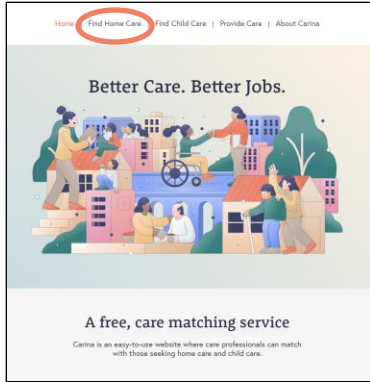 Home | Find Home Care | Find Child Care | Provide Care | About Carina
Better Care. Better Jobs.
A free, care matching service
Carina is an easy-to-use website where care professionals can match
with those seeking home care and child care.